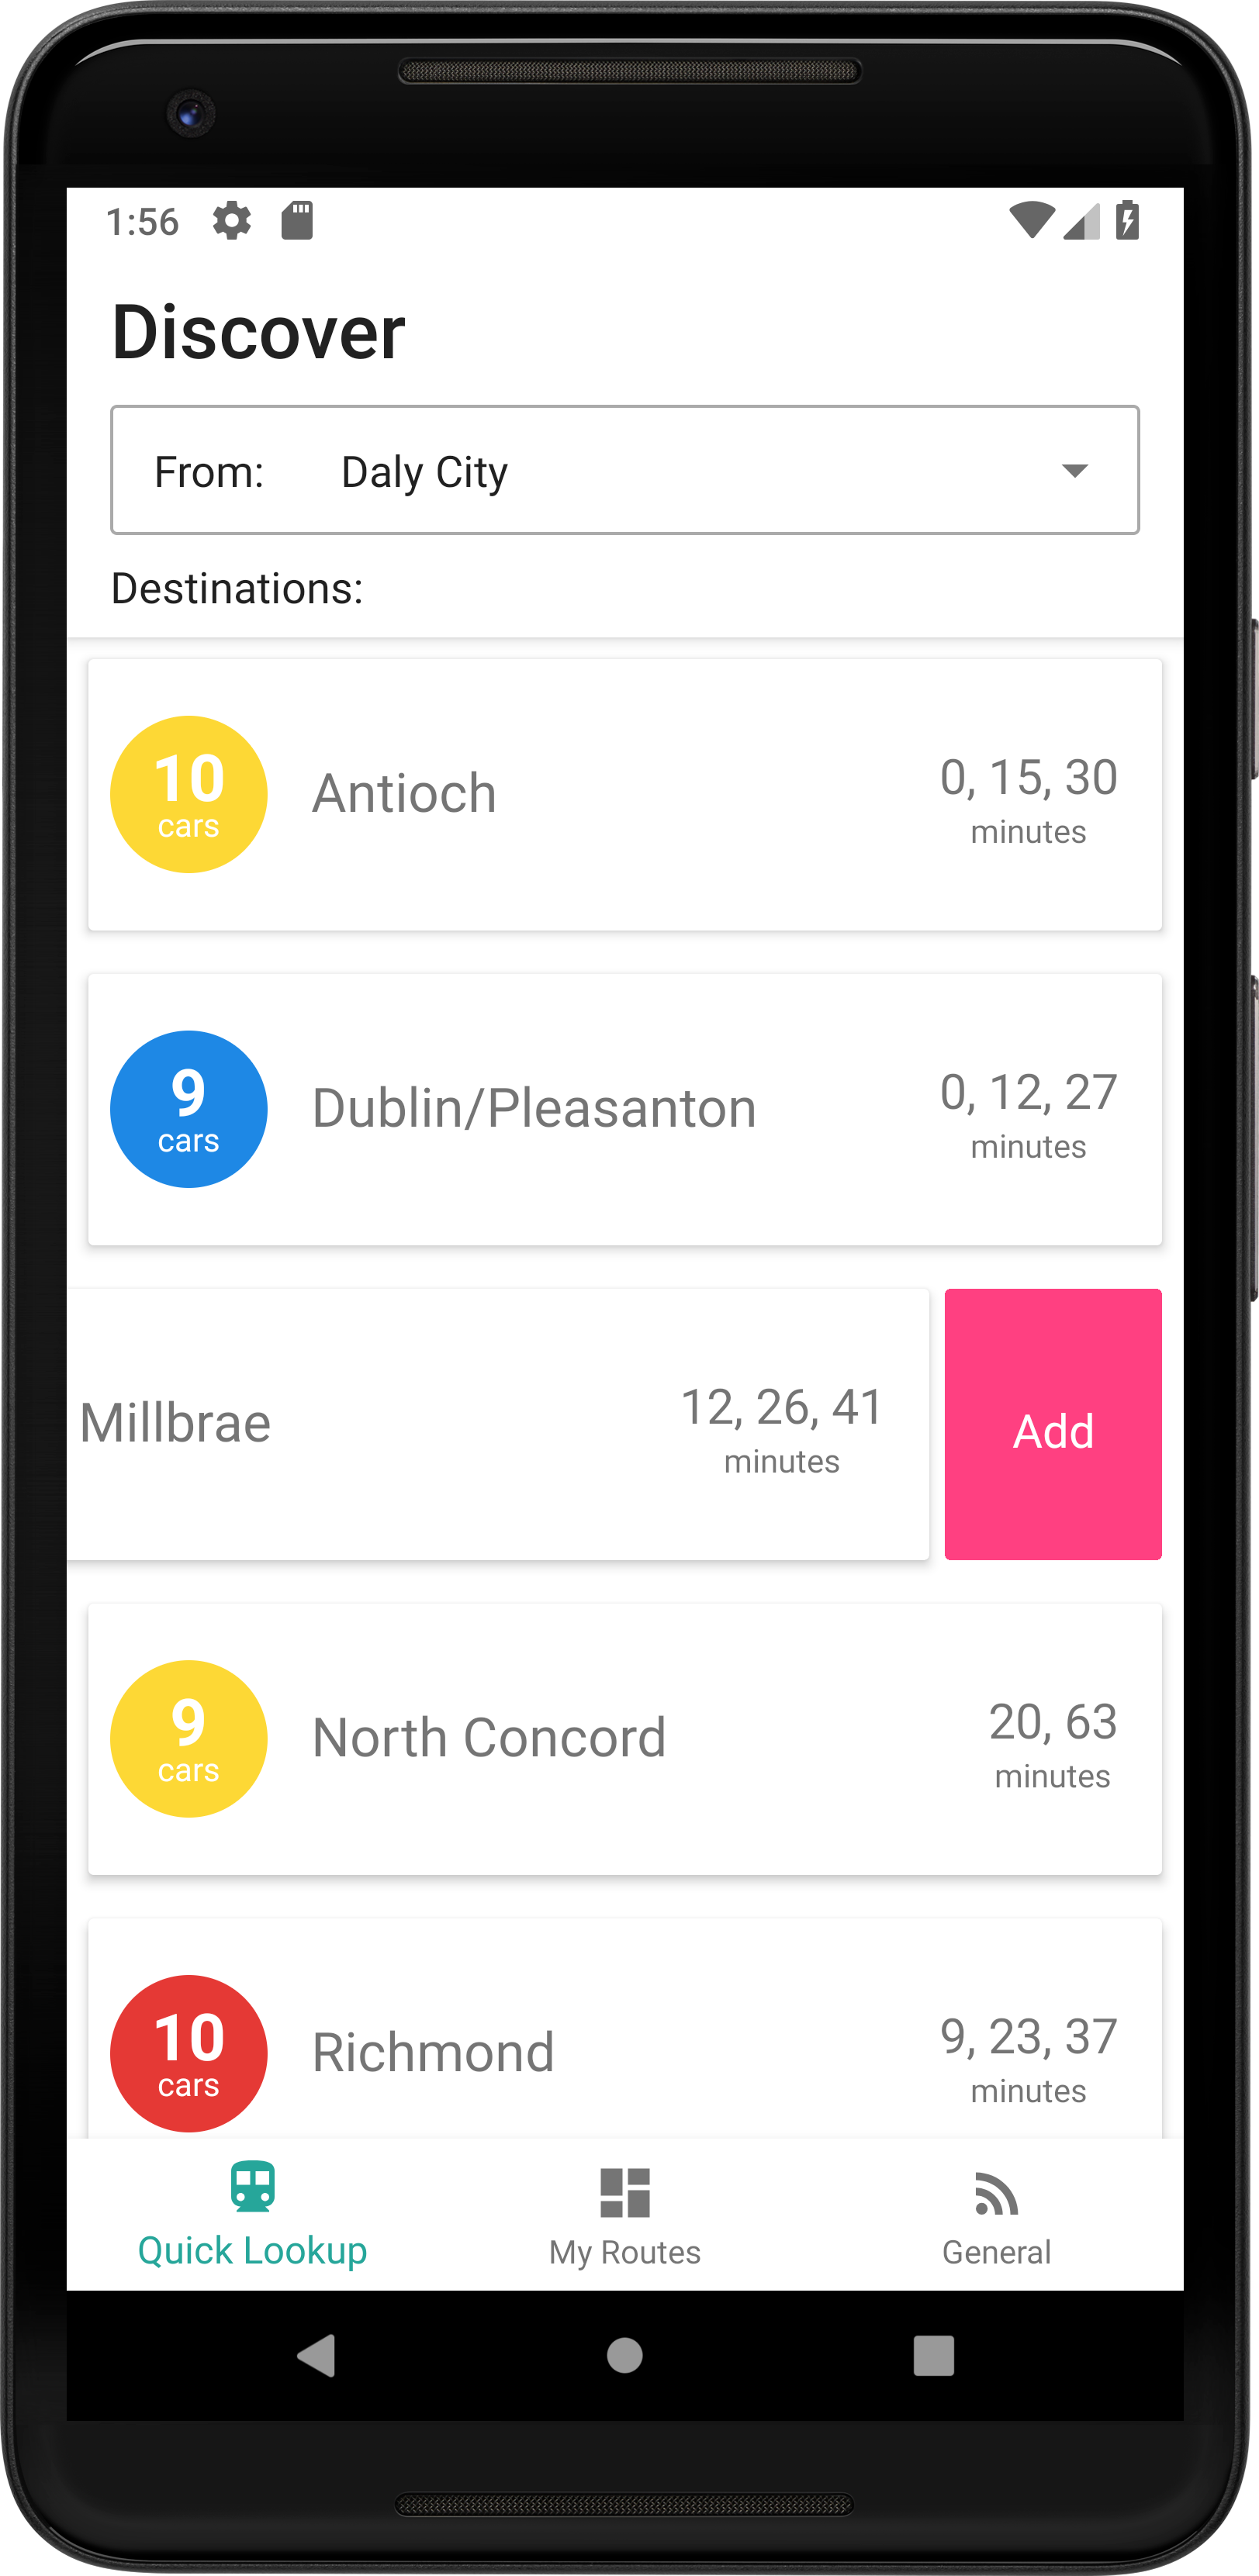 1:56
Discover
From: Daly City
Destinations:
10
cars
Antioch
0, 15, 30
minutes
9
cars
Dublin/Pleasanton
0, 12, 27
minutes
Millbrae
12, 26, 41
minutes
Add
9
cars
North Concord
20, 63
minutes
10
cars
Richmond
9, 23, 37
minutes
Quick Lookup
My Routes
General